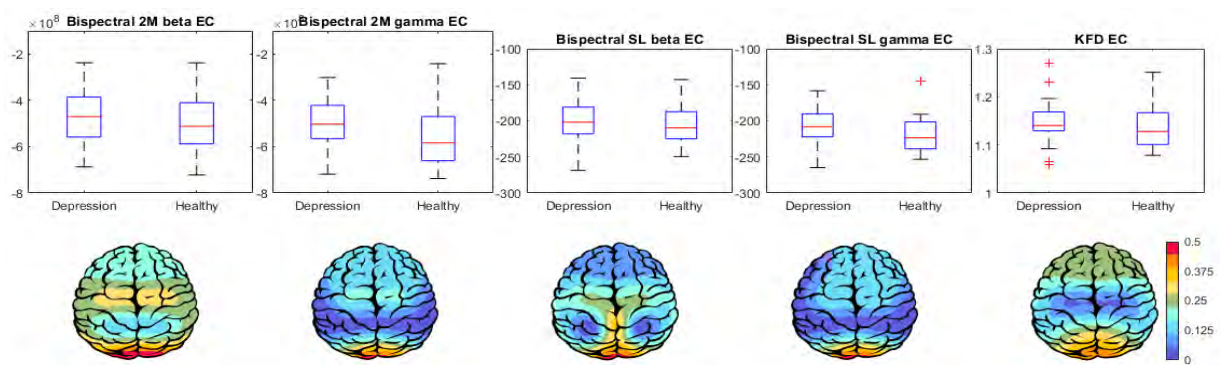 ×10⁸
Bispectral 2M beta EC
-2
-4
-6
-8
Depression Healthy
Bispectral 2M gamma EC
-2
-4
-6
-8
Depression Healthy
Bispectral SL beta EC
-100
-150
-200
-250
-300
Depression Healthy
Bispectral SL gamma EC
-100
-150
-200
-250
-300
Depression Healthy
KFD EC
1.3
1.2
1.1
1
Depression Healthy
0.5
0.375
0.25
0.125
0